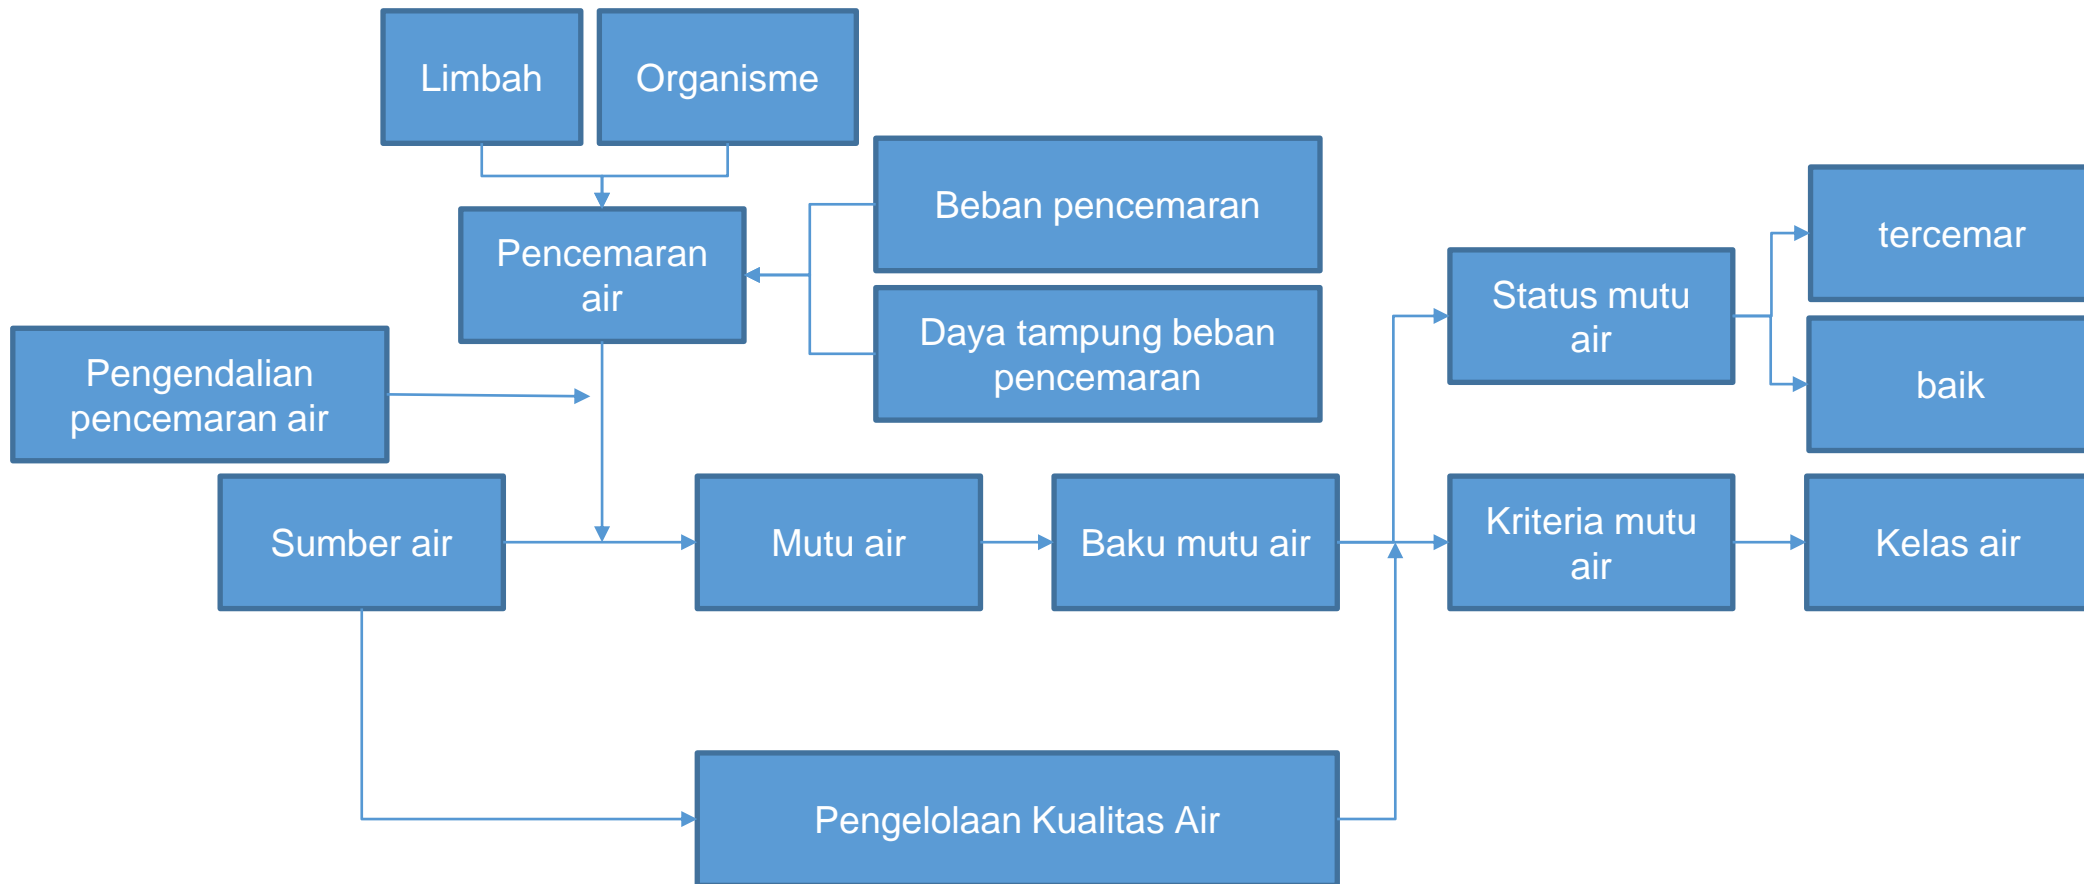 Limbah
Organisme
Beban pencemaran
Pencemaran
air
tercemar
Status mutu
air
Daya tampung beban
pencemaran
Pengendalian
pencemaran air
baik
Sumber air
Mutu air
Baku mutu air
Kriteria mutu
air
Kelas air
Pengelolaan Kualitas Air